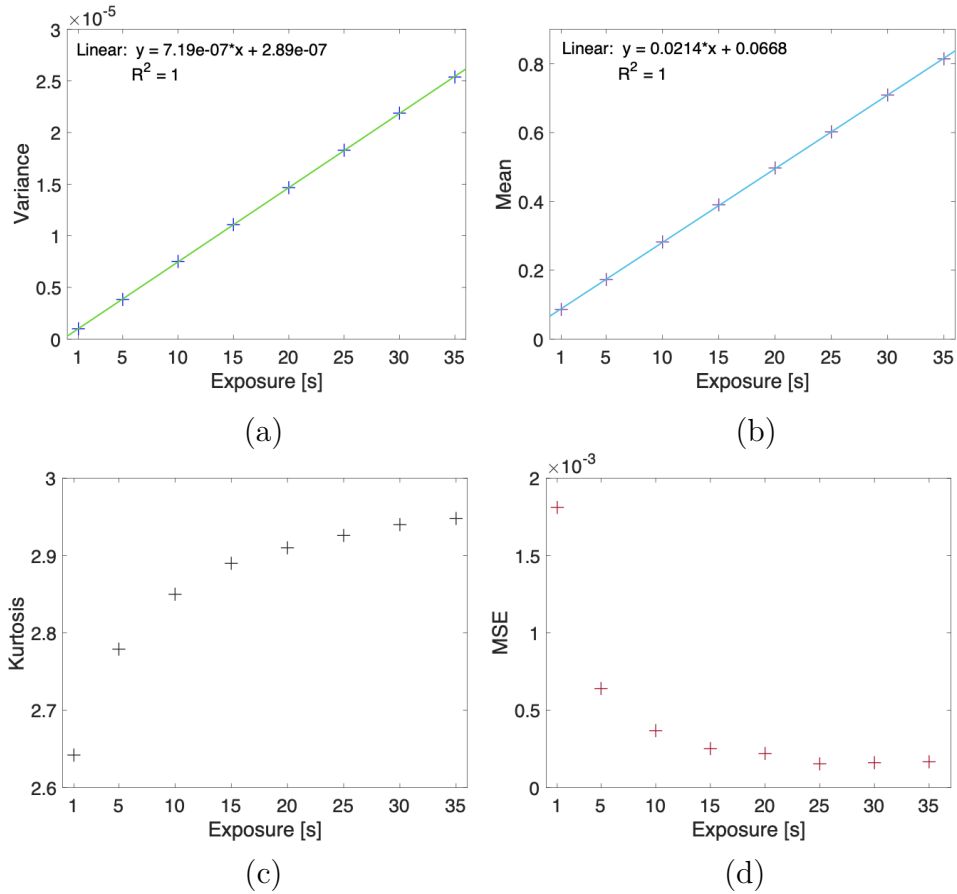 ×10^-5
Linear: y = 7.19e-07*x + 2.89e-07
R^2 = 1
3
2.5
2
1.5
1
0.5
0
Variance
1 5 10 15 20 25 30 35
Exposure [s]
(a)
Linear: y = 0.0214*x + 0.0668
R^2 = 1
0.8
0.6
0.4
0.2
0
Mean
1 5 10 15 20 25 30 35
Exposure [s]
(b)
3
2.9
2.8
2.7
2.6
Kurtosis
1 5 10 15 20 25 30 35
Exposure [s]
(c)
×10^-3
2
1.5
1
0.5
0
MSE
1 5 10 15 20 25 30 35
Exposure [s]
(d)